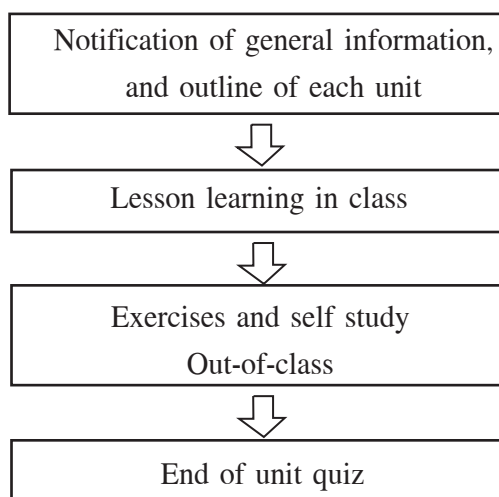 Notification of general information,
and outline of each unit
Lesson learning in class
Exercises and self study
Out-of-class
End of unit quiz